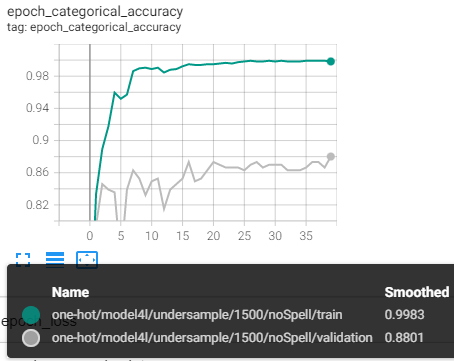 epoch_categorical_accuracy
tag: epoch_categorical_accuracy
0.98
0.94
0.9
0.86
0.82
0 5 10 15 20 25 30 35
Name Smoothed
one-hot/model4l/undersample/1500/noSpell/train 0.9983
one-hot/model4l/undersample/1500/noSpell/validation 0.8801